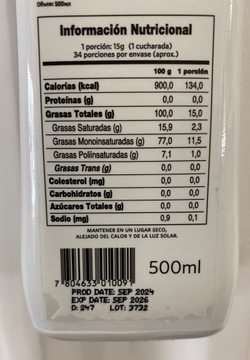 Información Nutricional
1 porción: 15g (1 cucharada)
34 porciones por envase (aprox.)
100 g 1 porción
Calorías (kcal) 900,0 134,0
Proteínas (g) 0,0 0,0
Grasas Totales (g) 100,0 15,0
Grasas Saturadas (g) 15,9 2,3
Grasas Monoinsaturadas (g) 77,0 11,5
Grasas Poliinsaturadas (g) 7,1 1,0
Grasas Trans (g) 0,0 0,0
Colesterol (mg) 0,0 0,0
Carbohidratos (g) 0,0 0,0
Azúcares Totales (g) 0,0 0,0
Sodio (mg) 0,9 0,1
MANTENER EN UN LUGAR SECO,
ALEJADO DEL CALOR Y DE LA LUZ SOLAR.
500ml
7 804633 010091
PROD DATE: SEP 2024
EXP DATE: SEP 2026
D: 247 LOT: 3732